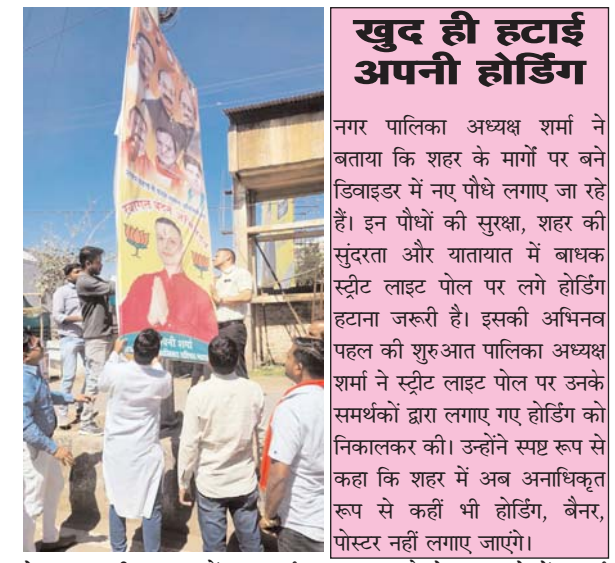 खुद ही हटाई
अपनी होर्डिंग
नगर पालिका अध्यक्ष शर्मा ने
बताया कि शहर के मार्गों पर बने
डिवाइडर में नए पौधे लगाए जा रहे
हैं। इन पौधों की सुरक्षा, शहर की
सुंदरता और यातायात में बाधक
स्ट्रीट लाइट पोल पर लगे होर्डिंग
हटाना जरूरी है। इसकी अभिनव
पहल की शुरुआत पालिका अध्यक्ष
शर्मा ने स्ट्रीट लाइट पोल पर उनके
समर्थकों द्वारा लगाए गए होर्डिंग को
निकालकर की। उन्होंने स्पष्ट रूप से
कहा कि शहर में अब अनाधिकृत
रूप से कहीं भी होर्डिंग, बैनर,
पोस्टर नहीं लगाए जाएंगे।